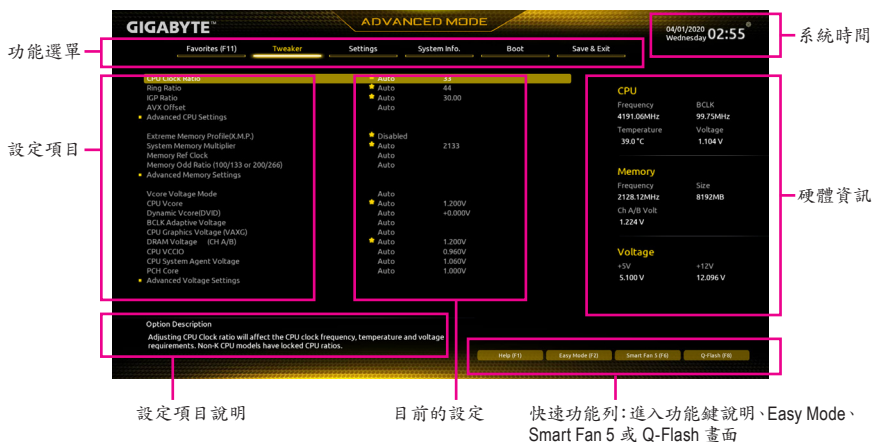 GIGABYTE™
ADVANCED MODE
04/01/2020
Wednesday 02:55
系統時間
功能選單
Favorites (F11) Tweaker Settings System Info. Boot Save & Exit
設定項目
CPU Clock Ratio Auto 33
Ring Ratio Auto 44
IGP Ratio Auto 30.00
AVX Offset Auto
Advanced CPU Settings
Extreme Memory Profile(X.M.P.) Disabled
System Memory Multiplier Auto 2133
Memory Ref Clock Auto
Memory Odd Ratio (100/133 or 200/266) Auto
Advanced Memory Settings
Vcore Voltage Mode Auto
CPU Vcore Auto 1.200V
Dynamic Vcore(DVID) Auto +0.000V
BCLK Adaptive Voltage Auto
CPU Graphics Voltage (VAXG) Auto
DRAM Voltage (CH A/B) Auto 1.200V
CPU VCCIO Auto 0.960V
CPU System Agent Voltage Auto 1.060V
PCH Core Auto 1.000V
Advanced Voltage Settings
CPU
Frequency BCLK
4191.06MHz 99.75MHz
Temperature Voltage
39.0 °C 1.104 V
Memory
Frequency Size
2128.12MHz 8192MB
Ch A/B Volt
1.224 V
Voltage
+5V +12V
5.100 V 12.096 V
硬體資訊
Option Description
Adjusting CPU Clock ratio will affect the CPU clock frequency, temperature and voltage
requirements. Non-K CPU models have locked CPU ratios.
Help (F1) Easy Mode (F2) Smart Fan 5 (F6) Q-Flash (F8)
設定項目說明
目前的設定
快速功能列：進入功能鍵說明、Easy Mode、
Smart Fan 5 或 Q-Flash 畫面